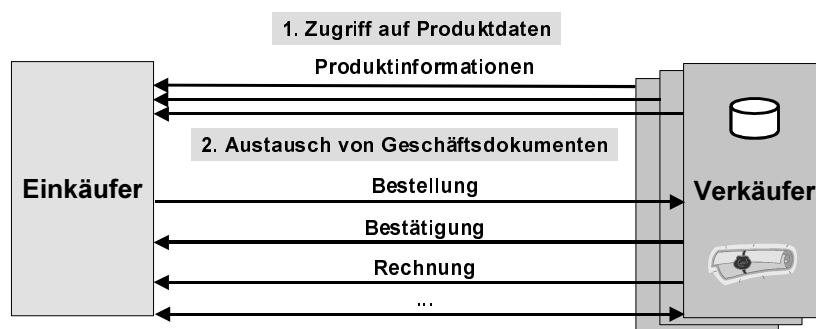 1. Zugriff auf Produktdaten
Produktinformationen
2. Austausch von Geschäftsdokumenten
Einkäufer
Bestellung
Verkäufer
Bestätigung
Rechnung
...